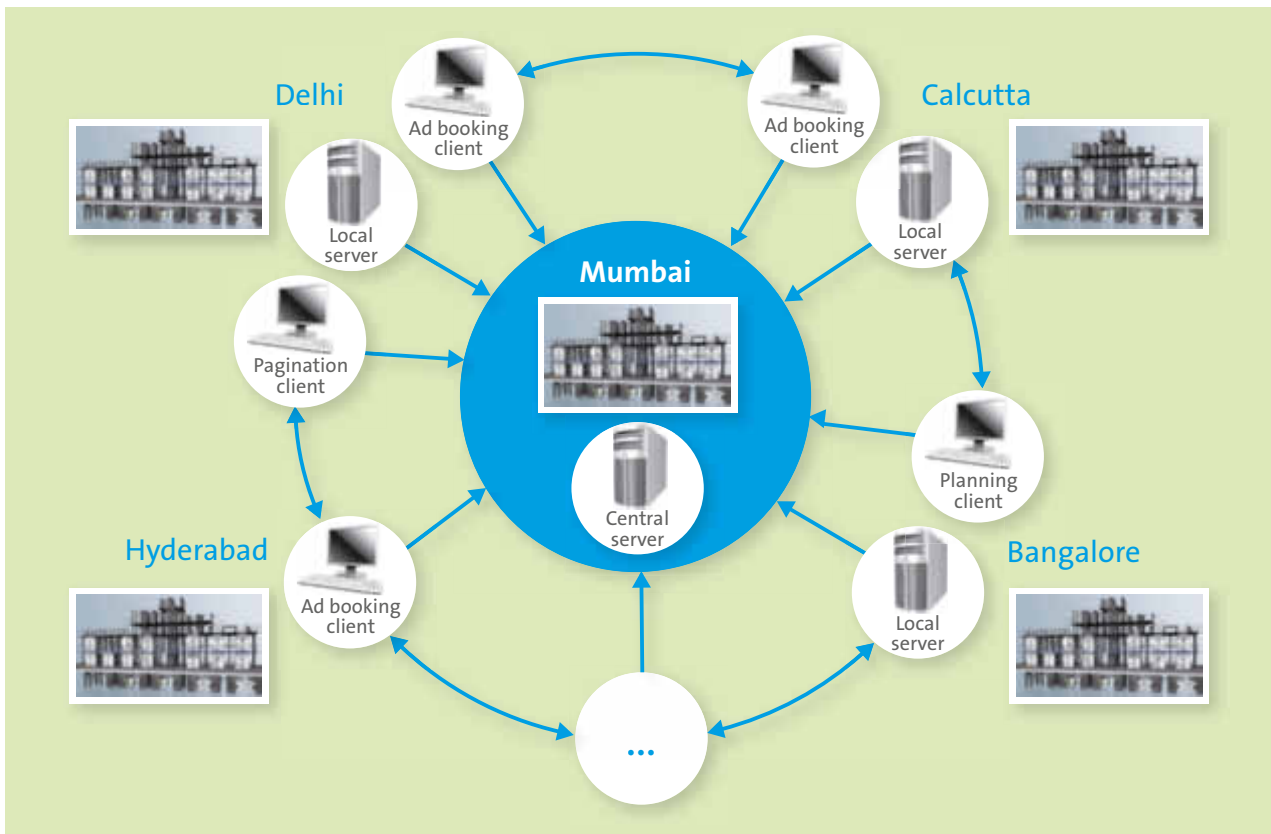 Delhi
Ad booking
client
Ad booking
client
Calcutta
Local
server
Local
server
Mumbai
Pagination
client
Planning
client
Central
server
Hyderabad
Ad booking
client
Bangalore
Local
server
...